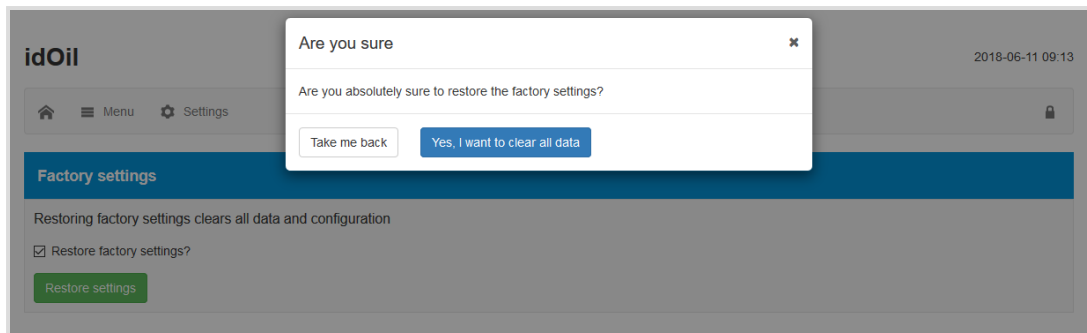 Are you sure
Are you absolutely sure to restore the factory settings?
Take me back
Yes, I want to clear all data
idOil
2018-06-11 09:13
Menu
Settings
Factory settings
Restoring factory settings clears all data and configuration
Restore factory settings?
Restore settings